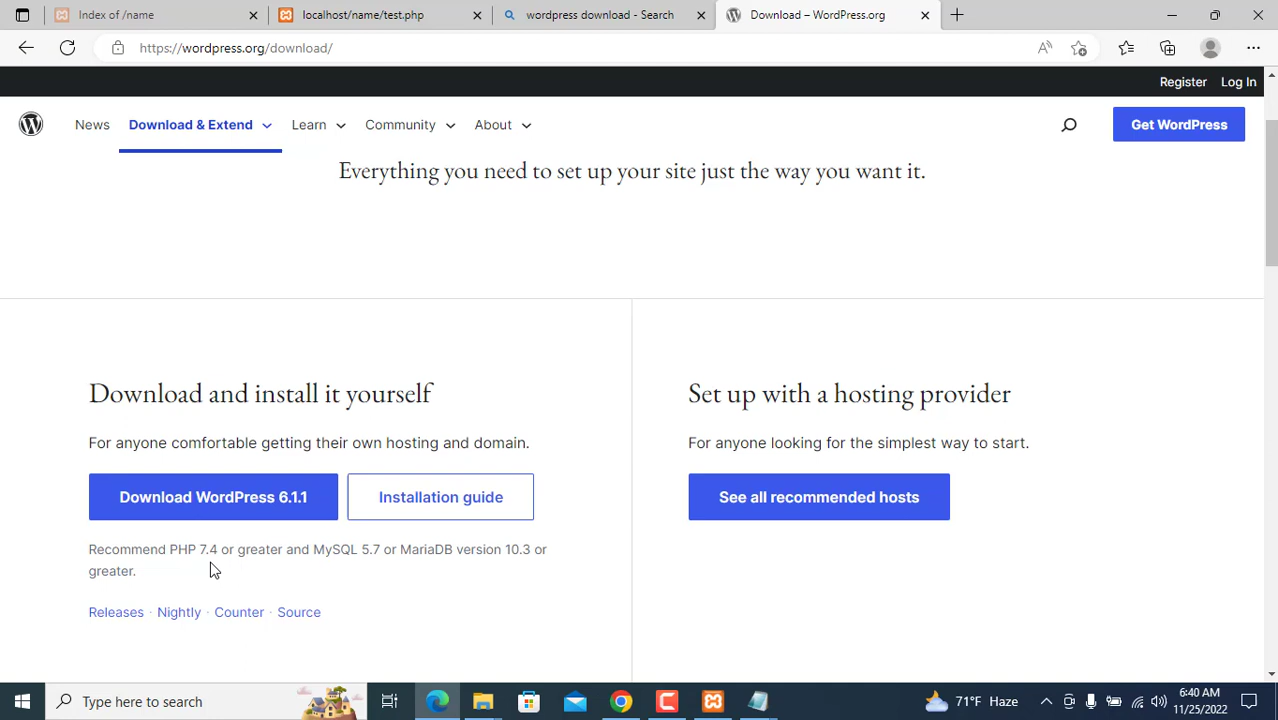 Index of /name
localhost/name/test.php
wordpress download - Search
Download – WordPress.org
https://wordpress.org/download/
Register
Log In
News
Download & Extend
Learn
Community
About
Get WordPress
Everything you need to set up your site just the way you want it.
Download and install it yourself
For anyone comfortable getting their own hosting and domain.
Download WordPress 6.1.1
Installation guide
Recommend PHP 7.4 or greater and MySQL 5.7 or MariaDB version 10.3 or
greater.
Releases · Nightly · Counter · Source
Set up with a hosting provider
For anyone looking for the simplest way to start.
See all recommended hosts
Type here to search
71°F Haze
6:40 AM
11/25/2022